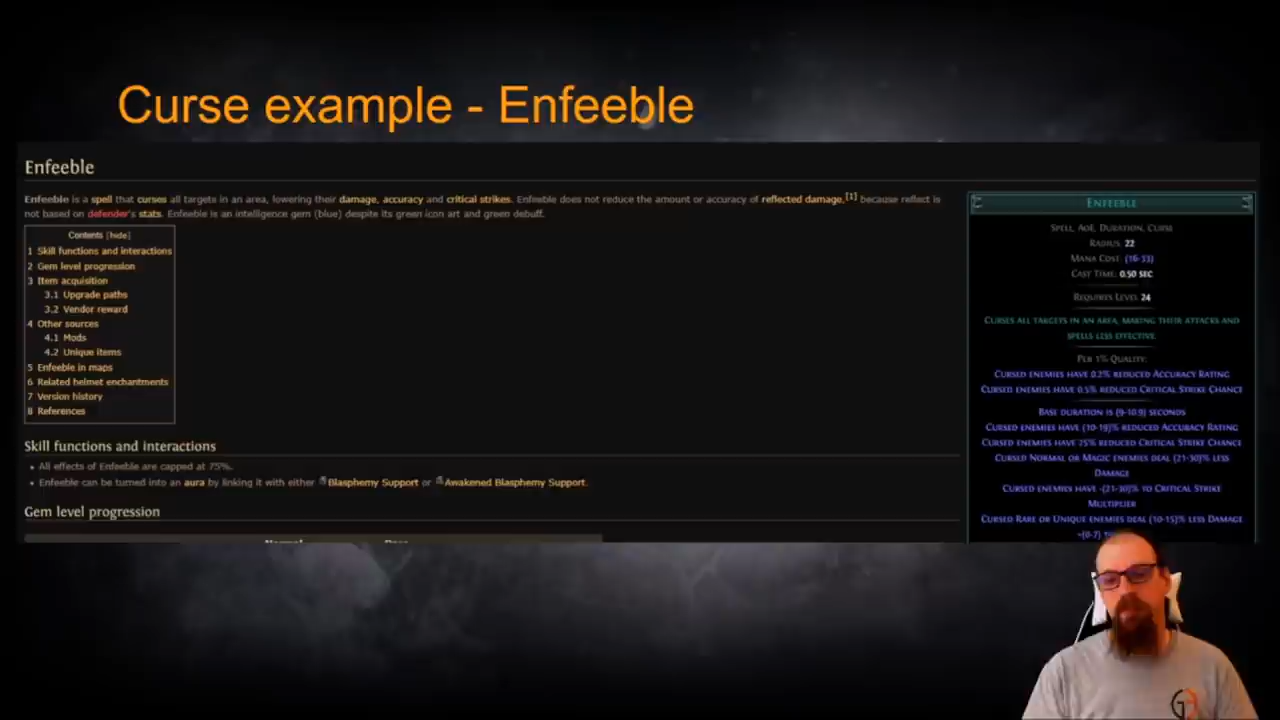 Curse example - Enfeeble
Enfeeble
Enfeeble is a spell that curses all targets in an area, lowering their damage, accuracy and critical strikes. Enfeeble does not reduce the amount or accuracy of reflected damage,[1] because reflect is
not based on defender's stats. Enfeeble is an intelligence gem (blue) despite its green icon art and green debuff.
Contents [hide]
1 Skill functions and interactions
2 Gem level progression
3 Item acquisition
3.1 Upgrade paths
3.2 Vendor reward
4 Other sources
4.1 Mods
4.2 Unique items
5 Enfeeble in maps
6 Related helmet enchantments
7 Version history
8 References
Skill functions and interactions
All effects of Enfeeble are capped at 75%.
Enfeeble can be turned into an aura by linking it with either Blasphemy Support or Awakened Blasphemy Support.
Gem level progression
Enfeeble
Spell, AoE, Duration, Curse
Radius: 22
Mana Cost: (16-33)
Cast Time: 0.50 sec
Requires Level 24
Curses all targets in an area, making their attacks and
spells less effective.
Per 1% Quality:
Cursed enemies have 0.2% reduced Accuracy Rating
Cursed enemies have 0.5% reduced Critical Strike Chance
Base duration is (9-10.9) seconds
Cursed enemies have (10-19)% reduced Accuracy Rating
Cursed enemies have 25% reduced Critical Strike Chance
Cursed Normal or Magic enemies deal (21-30)% less
Damage
Cursed enemies have -(21-30)% to Critical Strike
Multiplier
Cursed Rare or Unique enemies deal (10-15)% less Damage